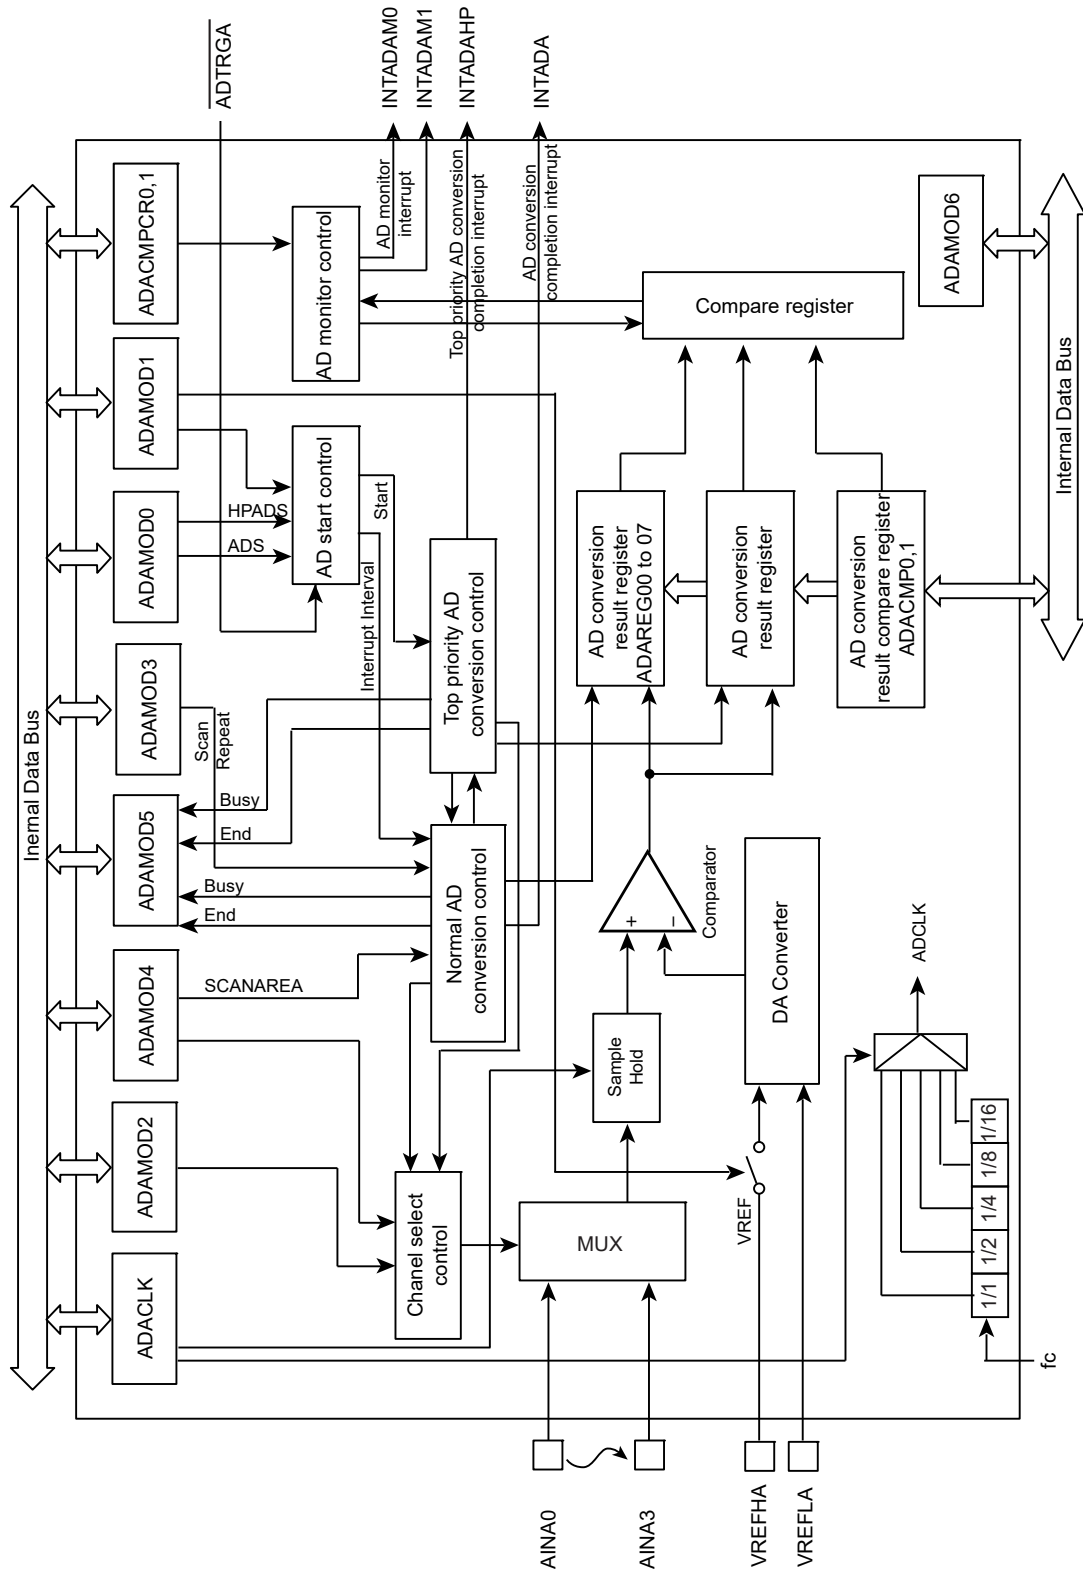 Inernal Data Bus
ADACLK
ADAMOD2
ADAMOD4
ADAMOD5
ADAMOD3
ADAMOD0
ADAMOD1
ADACMPCR0,1
ADTRGA
SCANAREA
End
Busy
End
Busy
Scan
Repeat
ADS
HPADS
Interrupt Interval
Start
AD start control
AD monitor control
AD monitor
interrupt
INTADAM0
INTADAM1
Top priority AD conversion
completion interrupt
INTADAHP
AD conversion
completion interrupt
INTADA
Chanel select
control
Normal AD
conversion control
Top priority AD
conversion control
AINA0
AINA3
MUX
Sample
Hold
+
−
Comparator
AD conversion
result register
ADAREG00 to 07
AD conversion
result register
AD conversion
result compare register
ADACMP0,1
Compare register
VREFHA
VREFLA
VREF
DA Converter
ADCLK
fc
1/1
1/2
1/4
1/8
1/16
ADAMOD6
Internal Data Bus